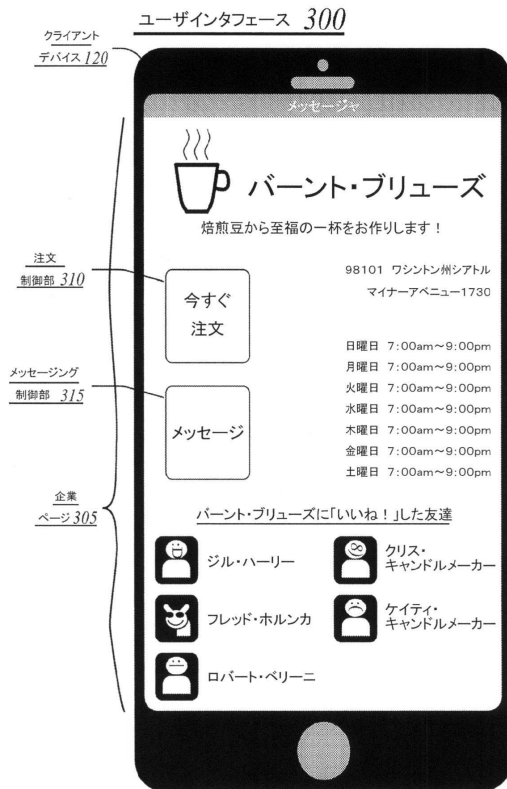 ユーザインタフェース 300
クライアント
デバイス 120
メッセージャ
バーント・ブリューズ
焙煎豆から至福の一杯をお作りします！
注文
制御部 310
今すぐ
注文
98101 ワシントン州シアトル
マイナーアベニュー1730
メッセージング
制御部 315
メッセージ
日曜日 7:00am～9:00pm
月曜日 7:00am～9:00pm
火曜日 7:00am～9:00pm
水曜日 7:00am～9:00pm
木曜日 7:00am～9:00pm
金曜日 7:00am～9:00pm
土曜日 7:00am～9:00pm
企業
ページ 305
バーント・ブリューズに「いいね！」した友達
ジル・ハーリー
クリス・
キャンドルメーカー
フレッド・ホルンカ
ケイティ・
キャンドルメーカー
ロバート・ベリーニ